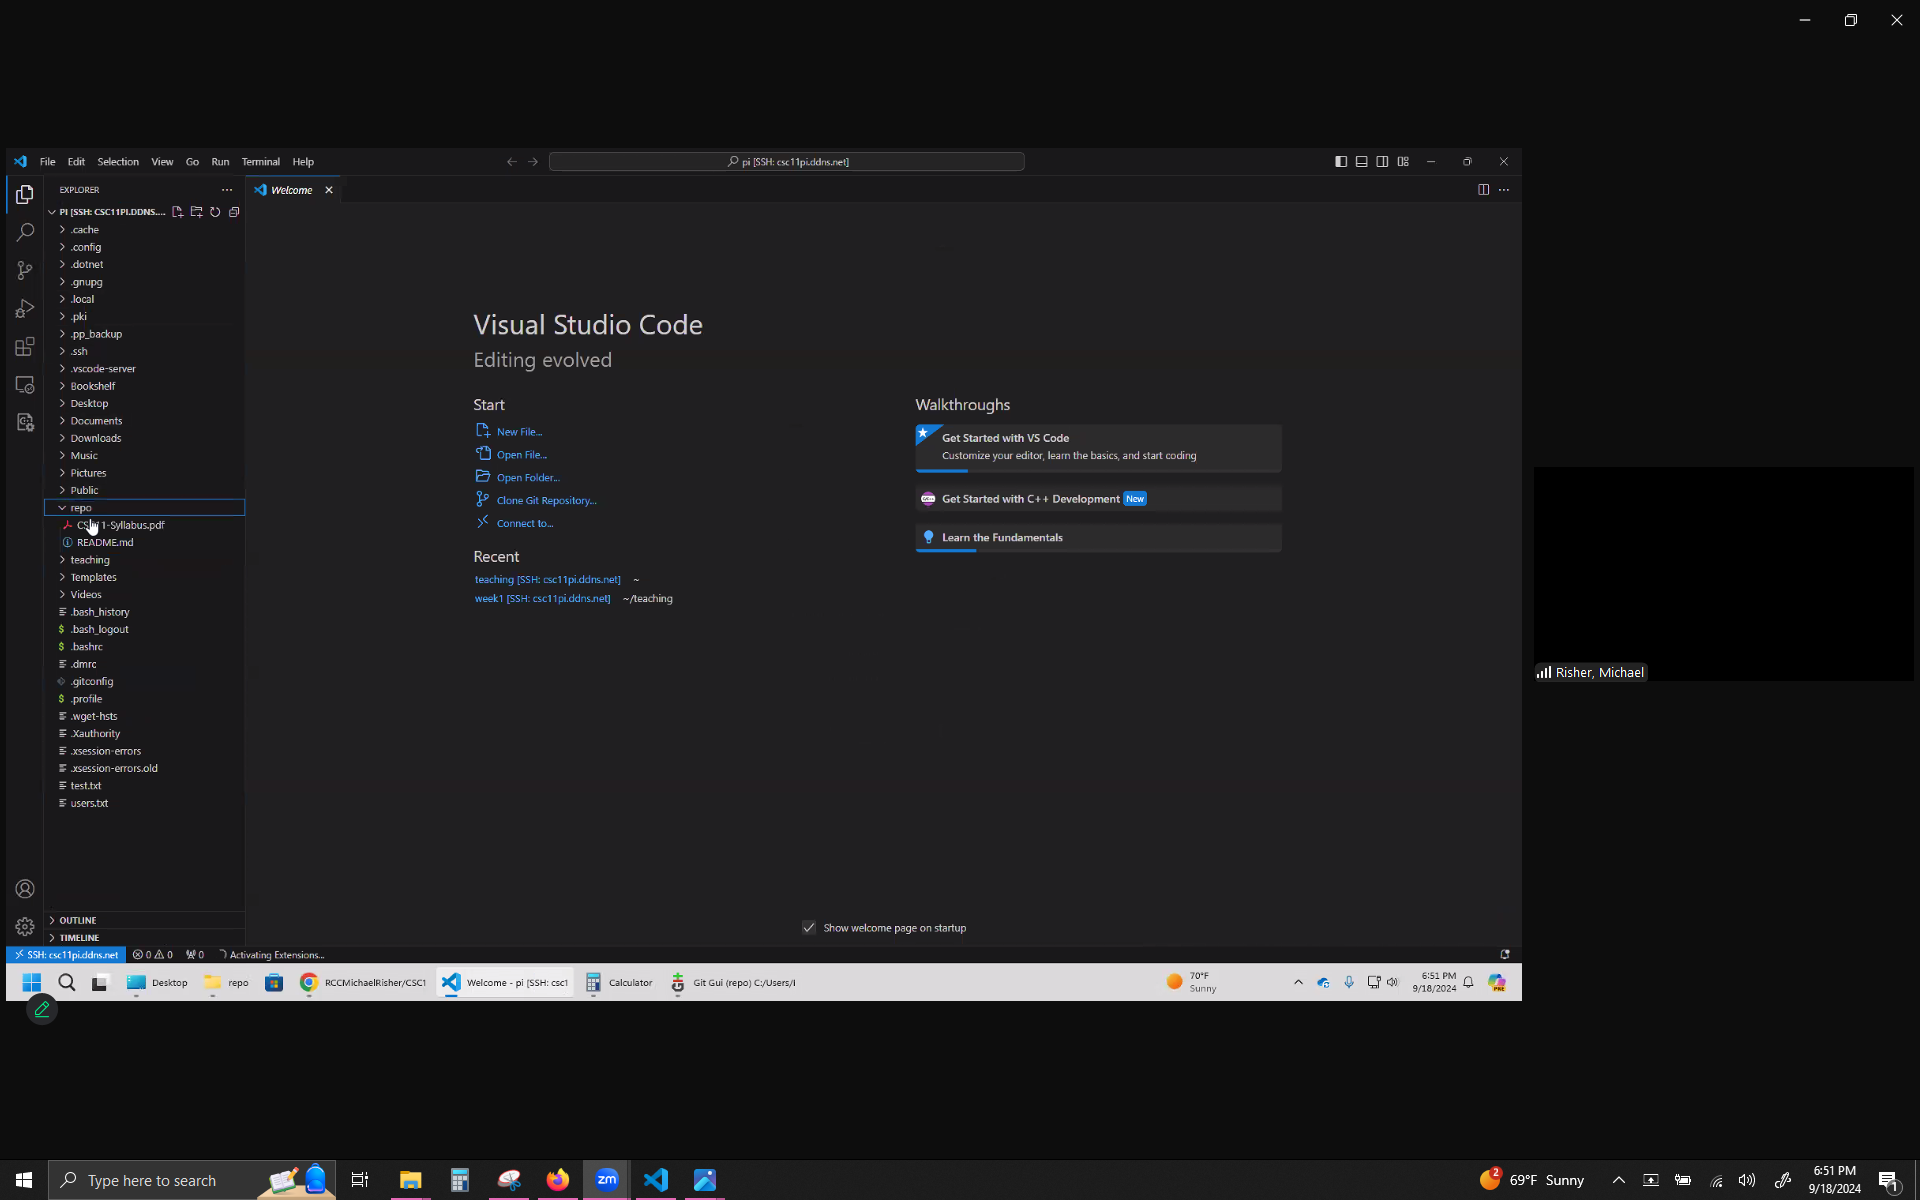 File Edit Selection View Go Run Terminal Help
pi [SSH: csc11pi.ddns.net]
EXPLORER
Welcome
PI [SSH: CSC11PI.DDNS....
.cache
.config
.dotnet
.gnupg
.local
.pki
.pp_backup
.ssh
.vscode-server
Bookshelf
Desktop
Documents
Downloads
Music
Pictures
Public
repo
README.md
teaching
Templates
Videos
.bash_history
.bash_logout
.bashrc
.dmrc
.gitconfig
.profile
.wget-hsts
.Xauthority
.xsession-errors
.xsession-errors.old
test.txt
users.txt
OUTLINE
TIMELINE
Visual Studio Code
Editing evolved
Start
New File...
Open File...
Open Folder...
Clone Git Repository...
Connect to...
Recent
teaching [SSH: csc11pi.ddns.net] ~
week1 [SSH: csc11pi.ddns.net] ~/teaching
Walkthroughs
Get Started with VS Code
Customize your editor, learn the basics, and start coding
Get Started with C++ Development New
Learn the Fundamentals
Show welcome page on startup
Risher, Michael
SSH: csc11pi.ddns.net 0 0 0 Activating Extensions...
Desktop repo RCCMichaelRisher/CSC1 Welcome - pi [SSH: csc1 Calculator Git Gui (repo) C:/Users/I
70°F
Sunny
6:51 PM
9/18/2024
PRE
Type here to search
zm
2
69°F Sunny
6:51 PM
9/18/2024
1